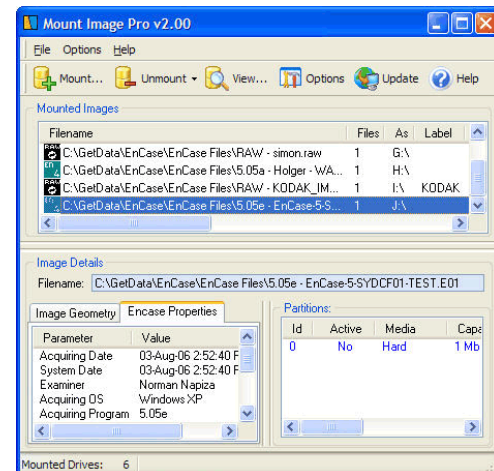 Mount Image Pro v2.00
File Options Help
Mount... Unmount View... Options Update Help
Mounted Images
Filename Files As Label
C:\GetData\EnCase\EnCase Files\RAW - simon.raw 1 G:\
C:\GetData\EnCase\EnCase Files\5.05a - Holger - WA... 1 H:\
C:\GetData\EnCase\EnCase Files\RAW - KODAK_IM... 1 I:\ KODAK
C:\GetData\EnCase\EnCase Files\5.05e - EnCase-5-S... 1 J:\
Image Details
Filename: C:\GetData\EnCase\EnCase Files\5.05e - EnCase-5-SYDCF01-TEST.E01
Image Geometry Encase Properties
Parameter Value
Acquiring Date 03-Aug-06 2:52:40 F
System Date 03-Aug-06 2:52:40 F
Examiner Norman Napiza
Acquiring OS Windows XP
Acquiring Program 5.05e
Partitions:
Id Active Media Capa
0 No Hard 1 Mb
Mounted Drives: 6